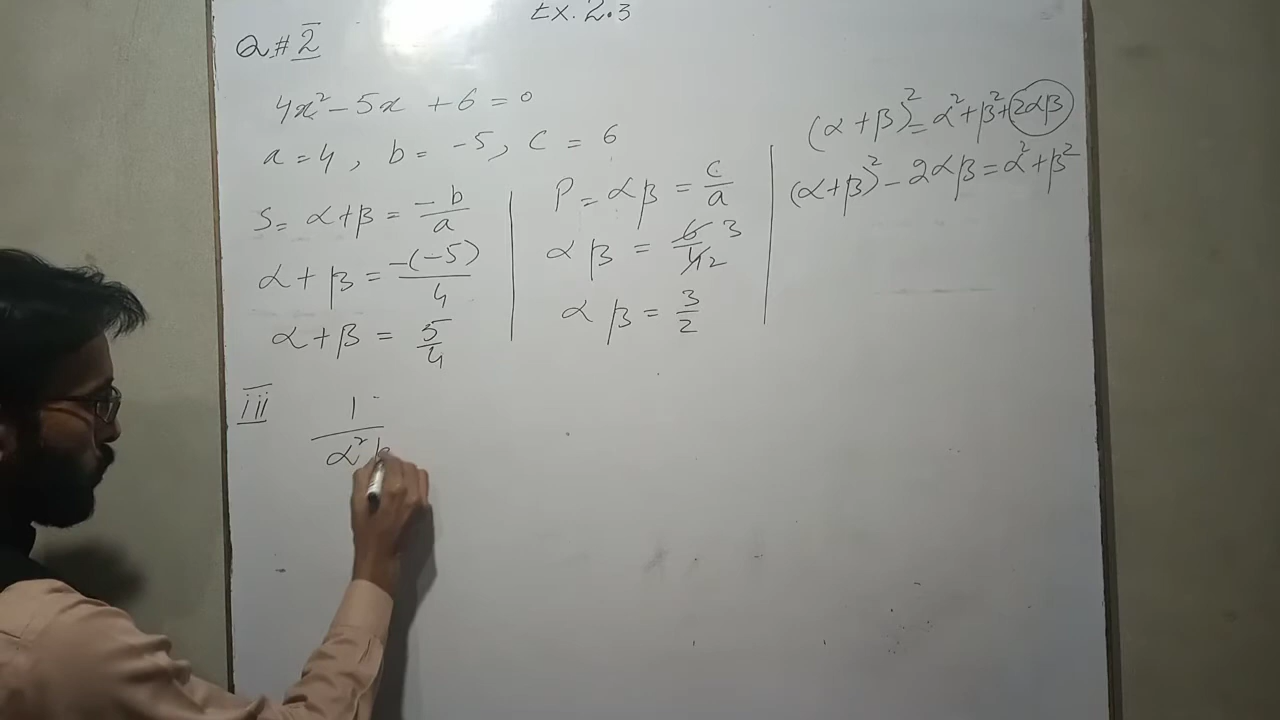 Ex. 2.3
Q # 2
4x² - 5x + 6 = 0
a = 4, b = -5, C = 6
S = α + β = -b/a
α + β = -(-5)/4
α + β = 5/4
P = αβ = c/a
αβ = 6/4 3/2
αβ = 3/2
(α + β)² = α² + β² + 2αβ
(α + β)² - 2αβ = α² + β²
iii
1/α²